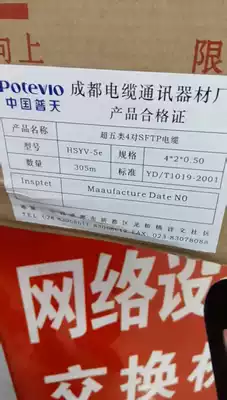 向上
限
Potevio
中国普天
成都电缆通讯器材厂
产品合格证
产品名称 超五类4对SFTP电缆
型号 HSYV-5e 规格 4*2*0.50
数量 305m 标准 YD/T1019-2001
Insptet Maaufacture Date N0
网络设
交换机